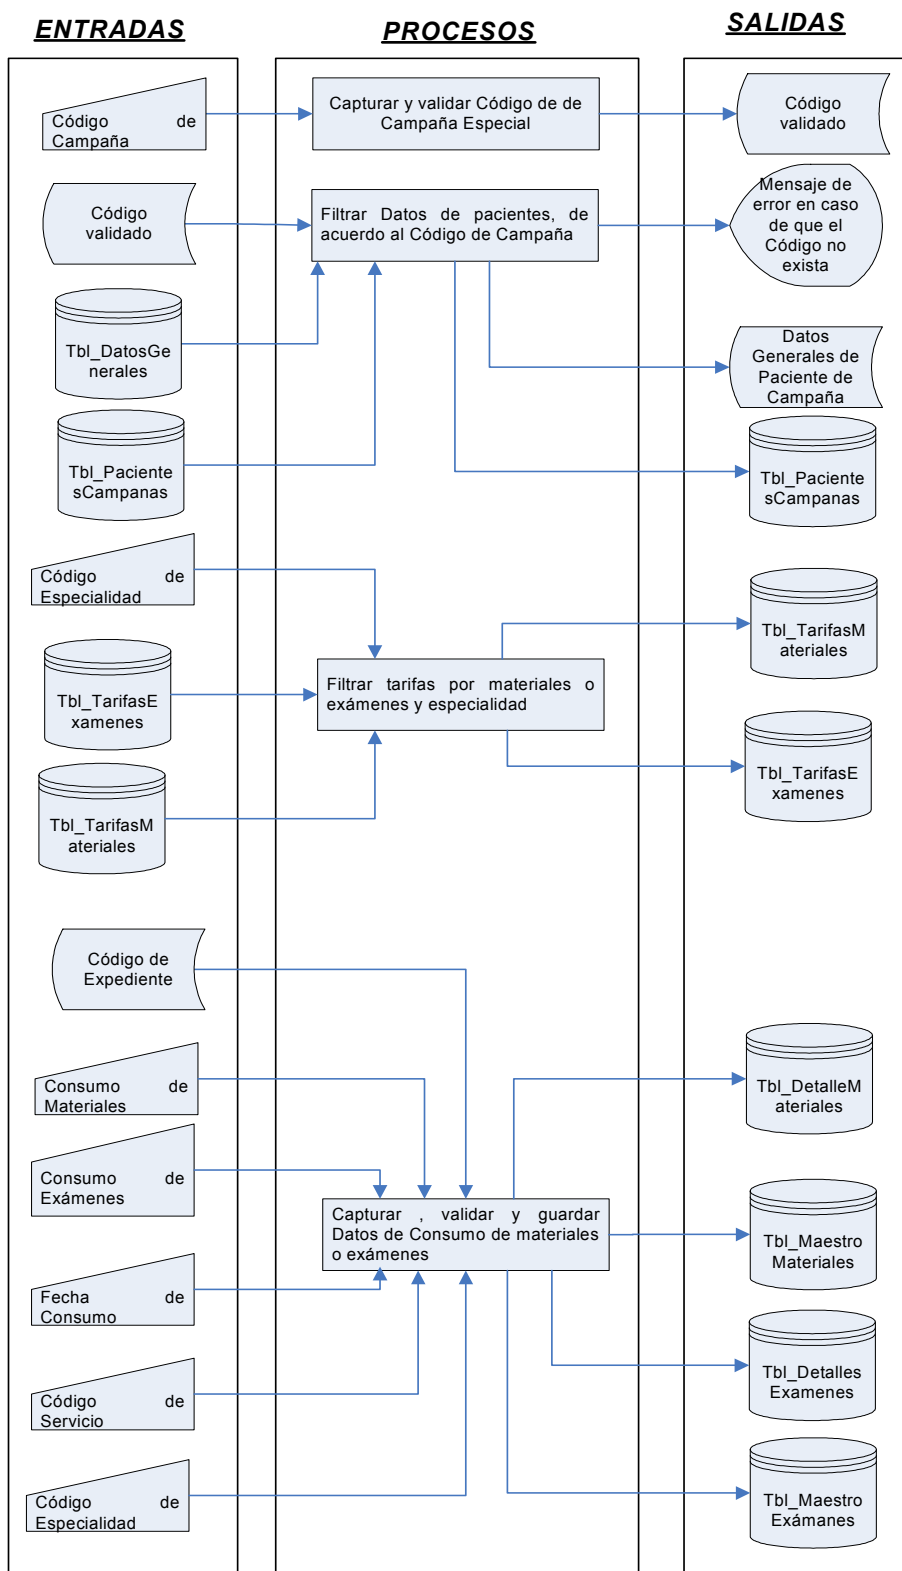 ENTRADAS
PROCESOS
SALIDAS
Código de
Campaña
Capturar y validar Código de de
Campaña Especial
Código
validado
Código
validado
Filtrar Datos de pacientes, de
acuerdo al Código de Campaña
Mensaje de
error en caso
de que el
Código no
exista
Tbl_DatosGe
nerales
Datos
Generales de
Paciente de
Campaña
Tbl_Paciente
sCampanas
Tbl_Paciente
sCampanas
Código de
Especialidad
Tbl_TarifasM
ateriales
Tbl_TarifasE
xamenes
Filtrar tarifas por materiales o
exámenes y especialidad
Tbl_TarifasE
xamenes
Tbl_TarifasM
ateriales
Código de
Expediente
Consumo de
Materiales
Tbl_DetalleM
ateriales
Consumo de
Exámenes
Capturar , validar y guardar
Datos de Consumo de materiales
o exámenes
Tbl_Maestro
Materiales
Fecha de
Consumo
Tbl_Detalles
Examenes
Código de
Servicio
Código de
Especialidad
Tbl_Maestro
Exámanes